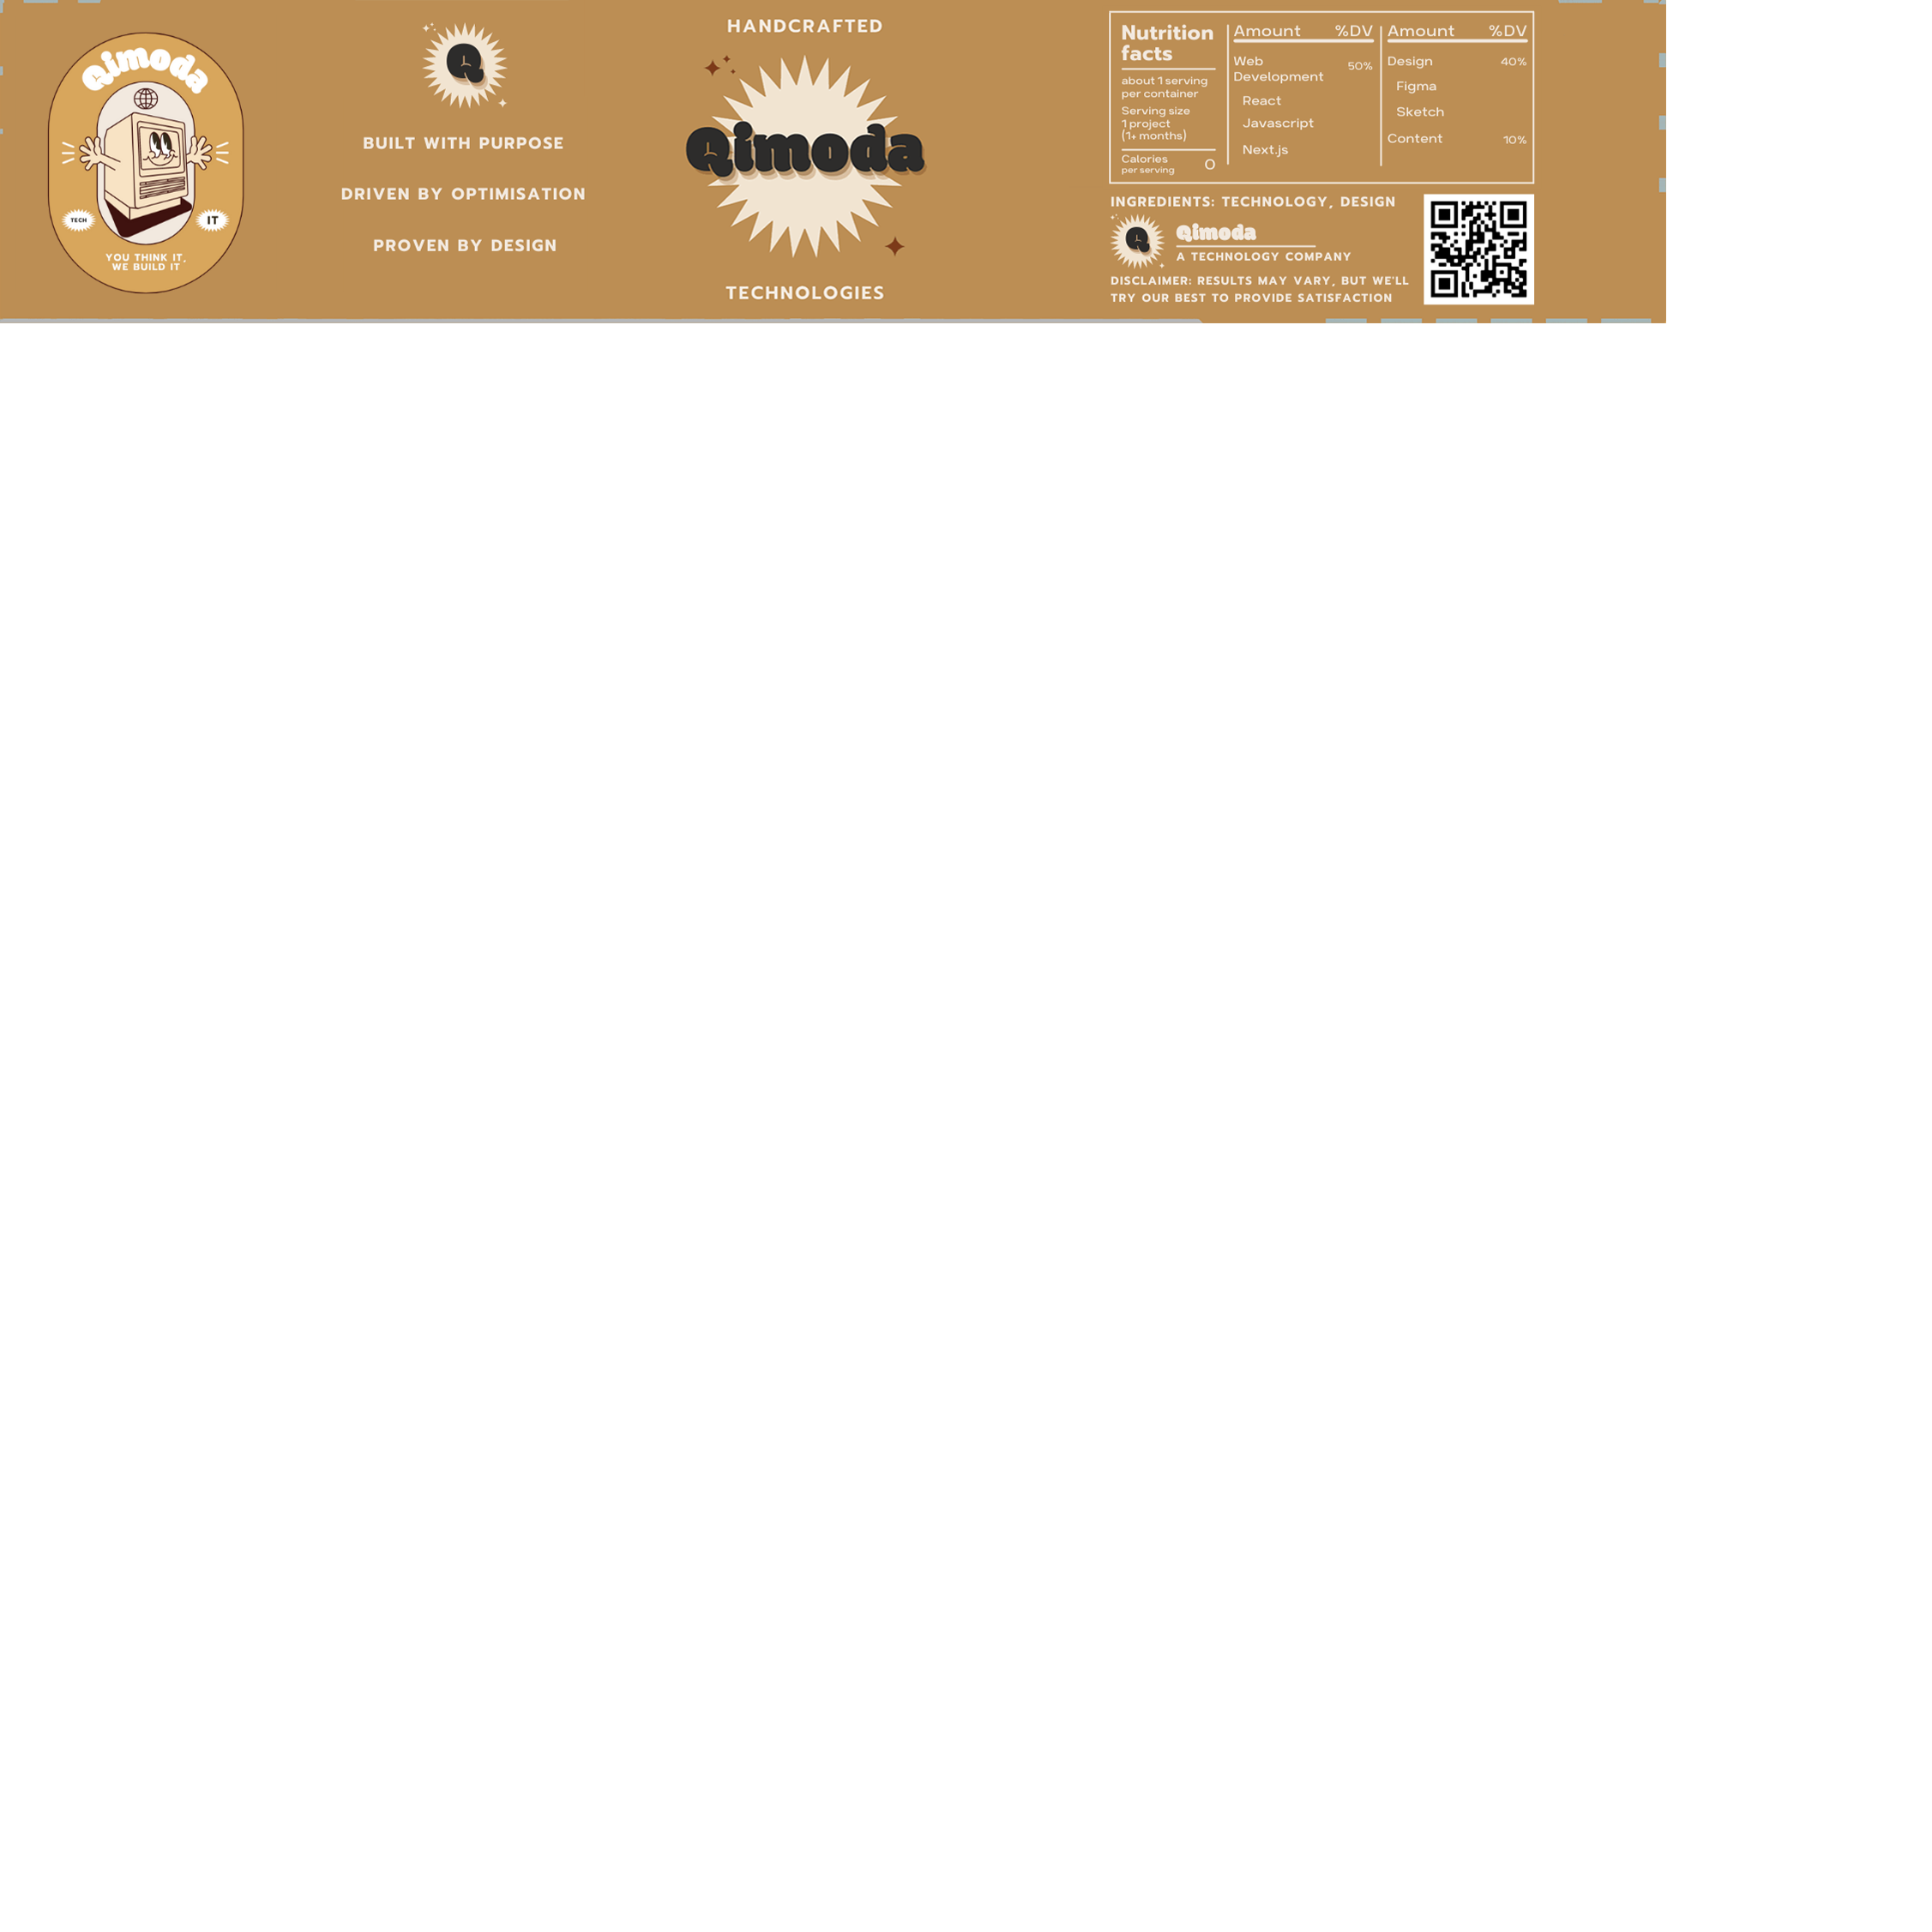 Qimoda
TECH
IT
YOU THINK IT,
WE BUILD IT
Q
BUILT WITH PURPOSE
DRIVEN BY OPTIMISATION
PROVEN BY DESIGN
HANDCRAFTED
Qimoda
TECHNOLOGIES
Nutrition
facts
about 1 serving
per container
Serving size
1 project
(1+ months)
Calories
per serving
0
Amount %DV
Web
Development
50%
React
Javascript
Next.js
Amount %DV
Design 40%
Figma
Sketch
Content 10%
INGREDIENTS: TECHNOLOGY, DESIGN
Q
Qimoda
A TECHNOLOGY COMPANY
DISCLAIMER: RESULTS MAY VARY, BUT WE'LL
TRY OUR BEST TO PROVIDE SATISFACTION